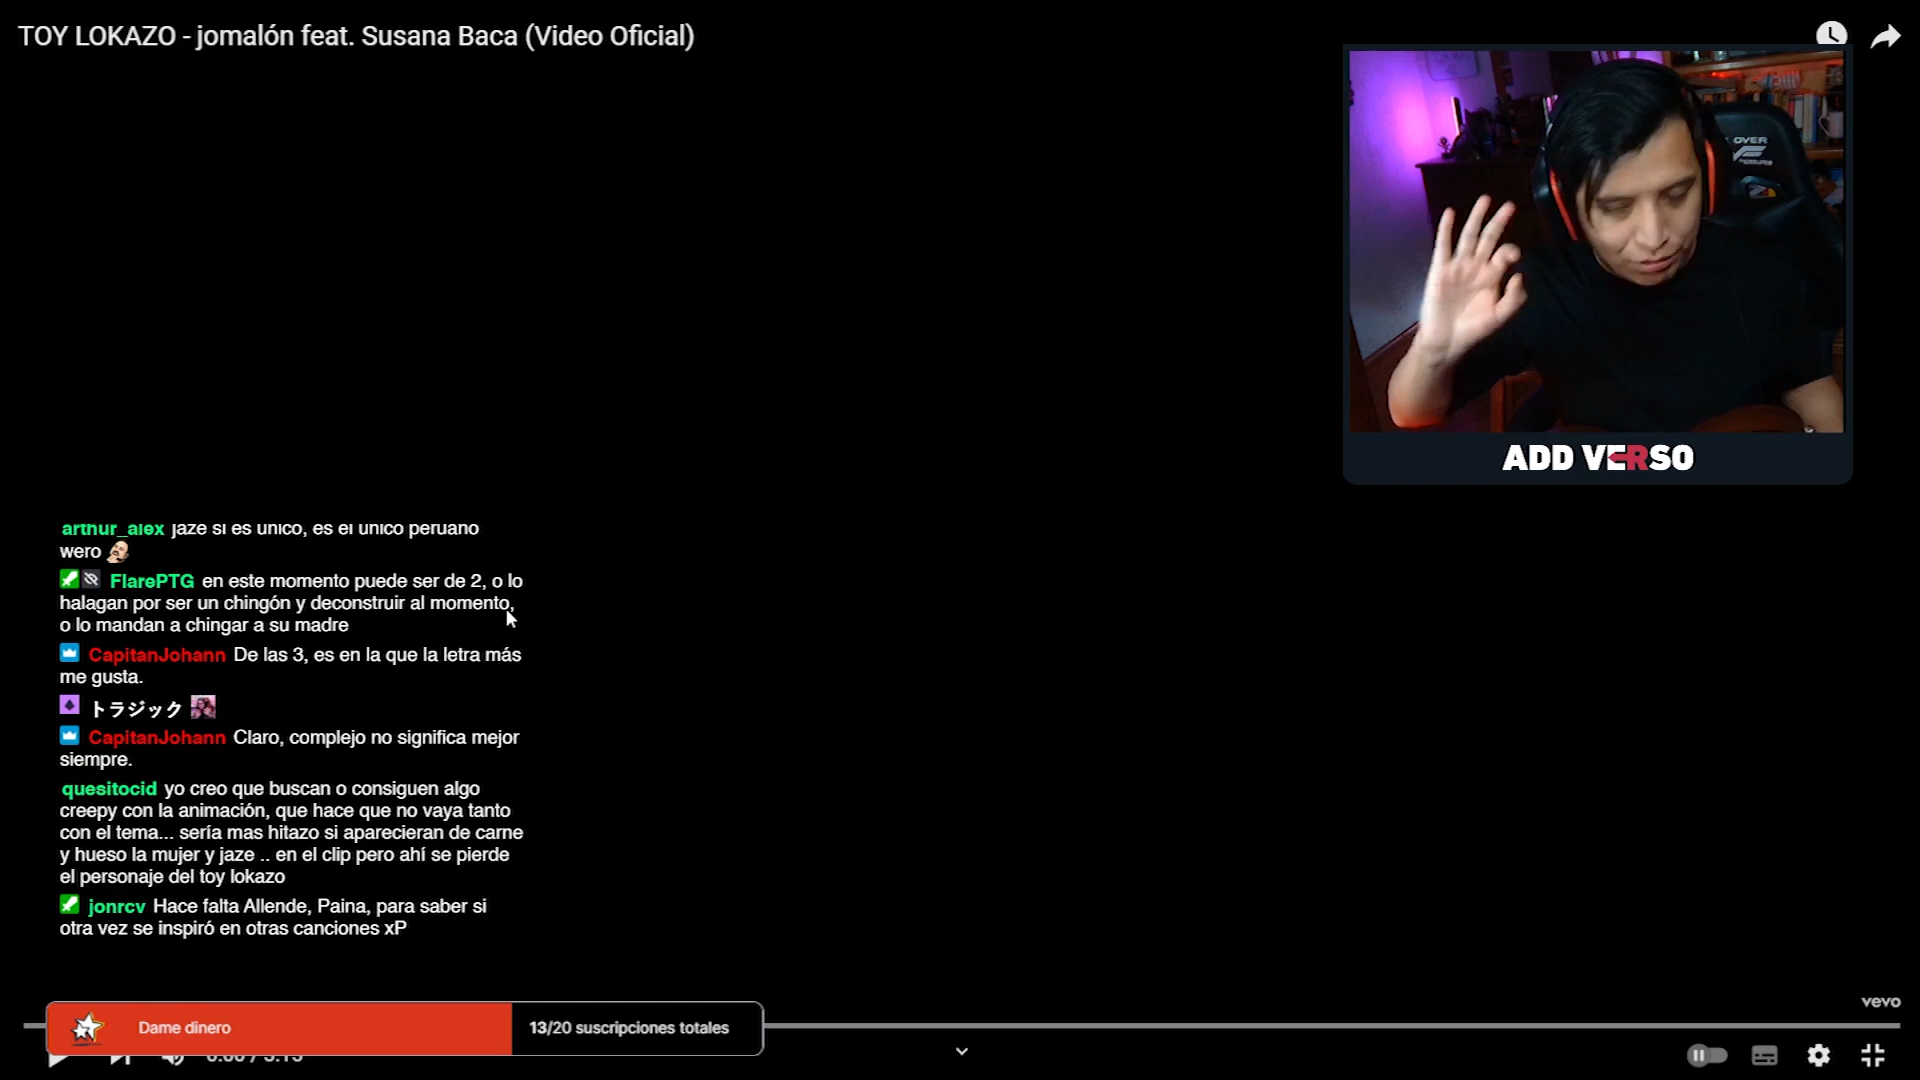 TOY LOKAZO - jomalón feat. Susana Baca (Video Oficial)
OVER
ADD VERSO
arthur_alex jaze si es unico, es el unico peruano
wero
FlarePTG en este momento puede ser de 2, o lo
halagan por ser un chingón y deconstruir al momento,
o lo mandan a chingar a su madre
CapitanJohann De las 3, es en la que la letra más
me gusta.
トラジック
CapitanJohann Claro, complejo no significa mejor
siempre.
quesitocid yo creo que buscan o consiguen algo
creepy con la animación, que hace que no vaya tanto
con el tema... sería mas hitazo si aparecieran de carne
y hueso la mujer y jaze .. en el clip pero ahí se pierde
el personaje del toy lokazo
jonrcv Hace falta Allende, Paina, para saber si
otra vez se inspiró en otras canciones xP
vevo
Dame dinero
13/20 suscripciones totales